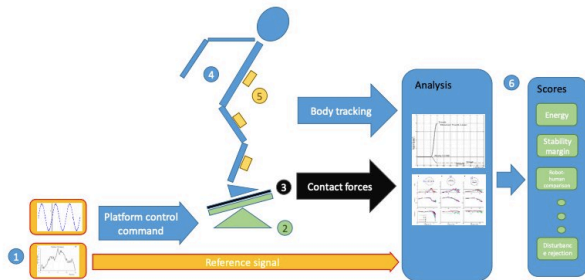 4
5
Body tracking
Analysis
6
Scores
Energy
Stability
margin
Robot-
human
comparison
3
Contact forces
Platform control
command
2
1
Reference signal
Disturbanc
e rejection